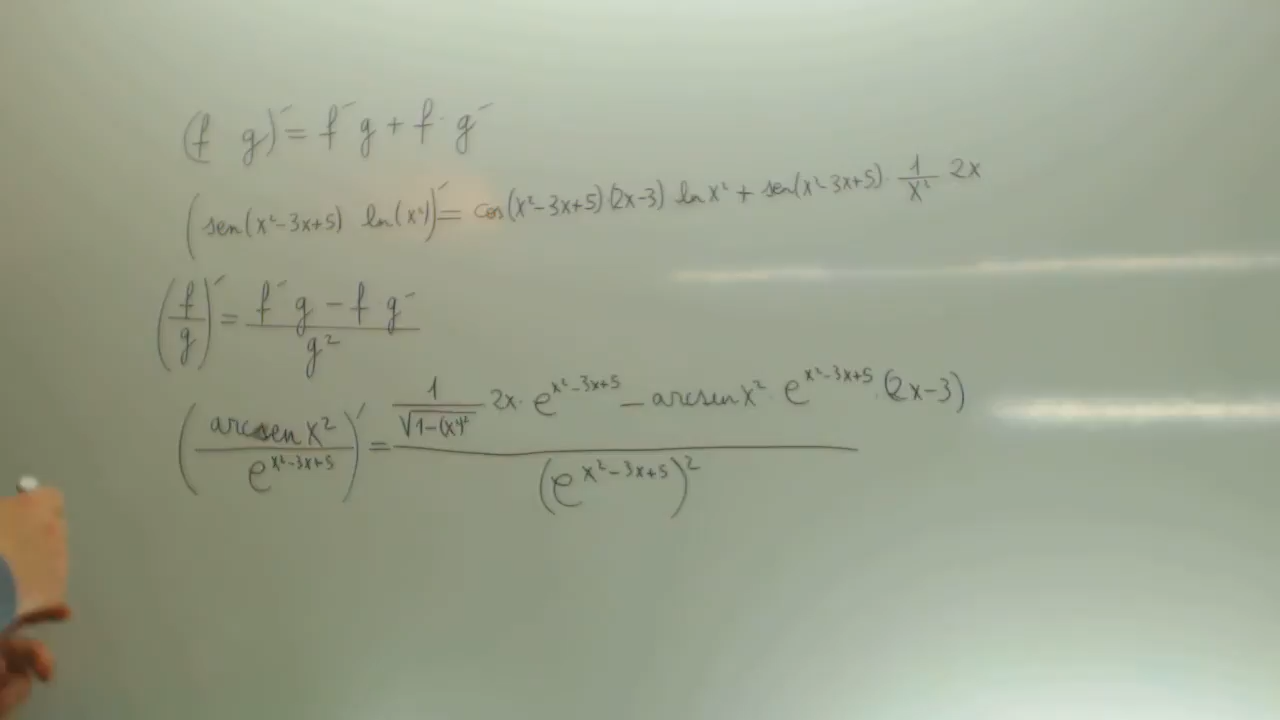 (f g)' = f' g + f · g'
(sen(x²-3x+5) ln(x²))' = cos(x²-3x+5)(2x-3) ln x² + sen(x²-3x+5) · 1/x² 2x
(f/g)' = (f' g - f g')/g²
(arcsen x²/e^(x²-3x+5))' = (1/√(1-(x²)²) 2x · e^(x²-3x+5) - arcsen x² · e^(x²-3x+5) · (2x-3))/(e^(x²-3x+5))²